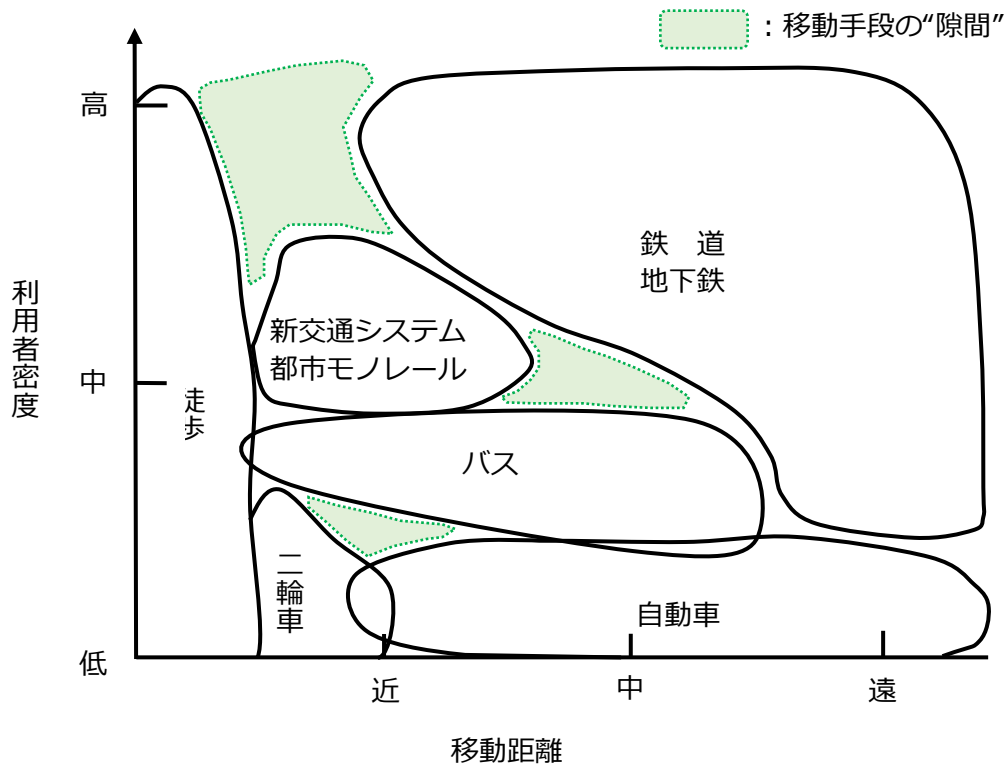 ：移動手段の“隙間”
高
鉄　道
地下鉄
利用者密度
新交通システム
都市モノレール
中
徒歩
バス
二輪車
自動車
低
近
中
遠
移動距離